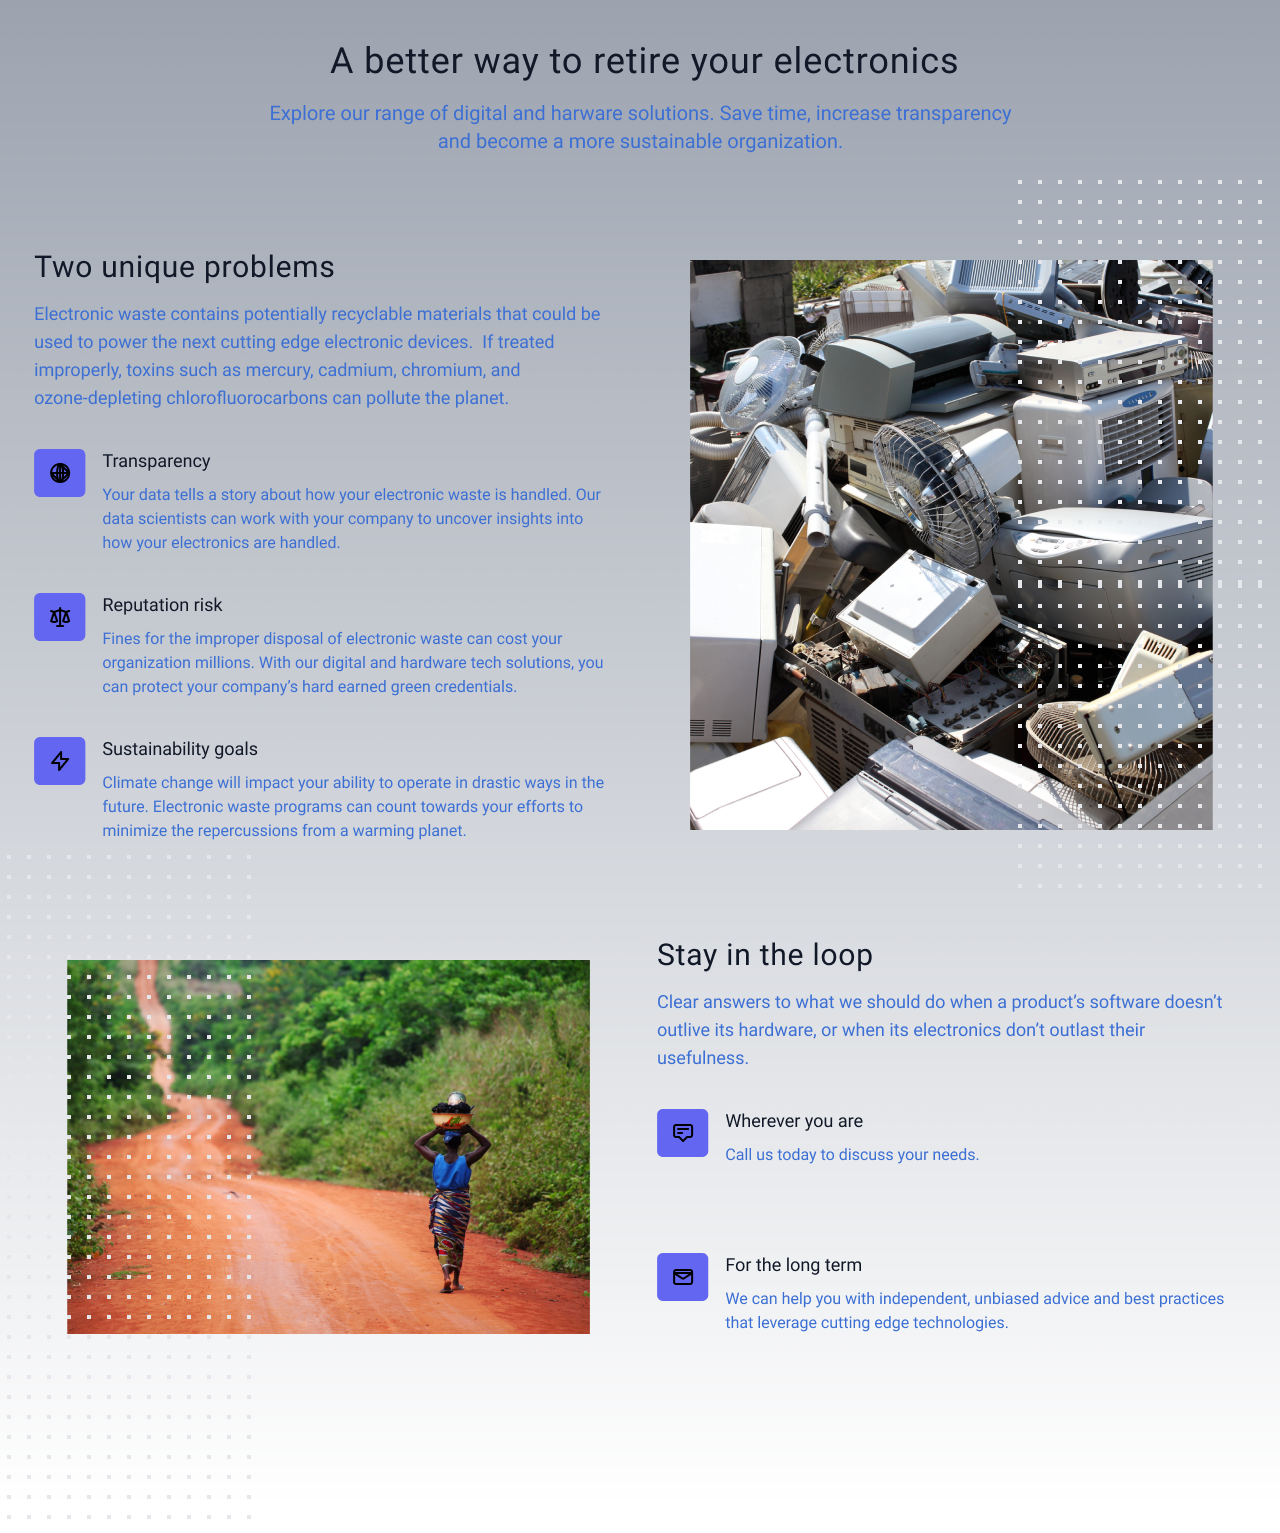 A better way to retire your electronics
Explore our range of digital and harware solutions. Save time, increase transparency
and become a more sustainable organization.
Two unique problems
Electronic waste contains potentially recyclable materials that could be
used to power the next cutting edge electronic devices.  If treated
improperly, toxins such as mercury, cadmium, chromium, and
ozone-depleting chlorofluorocarbons can pollute the planet.
Transparency
Your data tells a story about how your electronic waste is handled. Our
data scientists can work with your company to uncover insights into
how your electronics are handled.
Reputation risk
Fines for the improper disposal of electronic waste can cost your
organization millions. With our digital and hardware tech solutions, you
can protect your company’s hard earned green credentials.
Sustainability goals
Climate change will impact your ability to operate in drastic ways in the
future. Electronic waste programs can count towards your efforts to
minimize the repercussions from a warming planet.
Stay in the loop
Clear answers to what we should do when a product’s software doesn’t
outlive its hardware, or when its electronics don’t outlast their
usefulness.
Wherever you are
Call us today to discuss your needs.
For the long term
We can help you with independent, unbiased advice and best practices
that leverage cutting edge technologies.